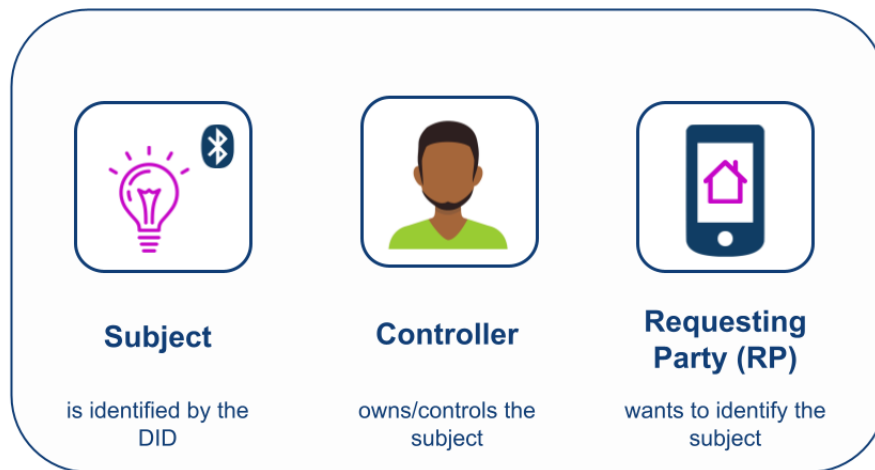 Subject
is identified by the
DID
Controller
owns/controls the
subject
Requesting
Party (RP)
wants to identify the
subject